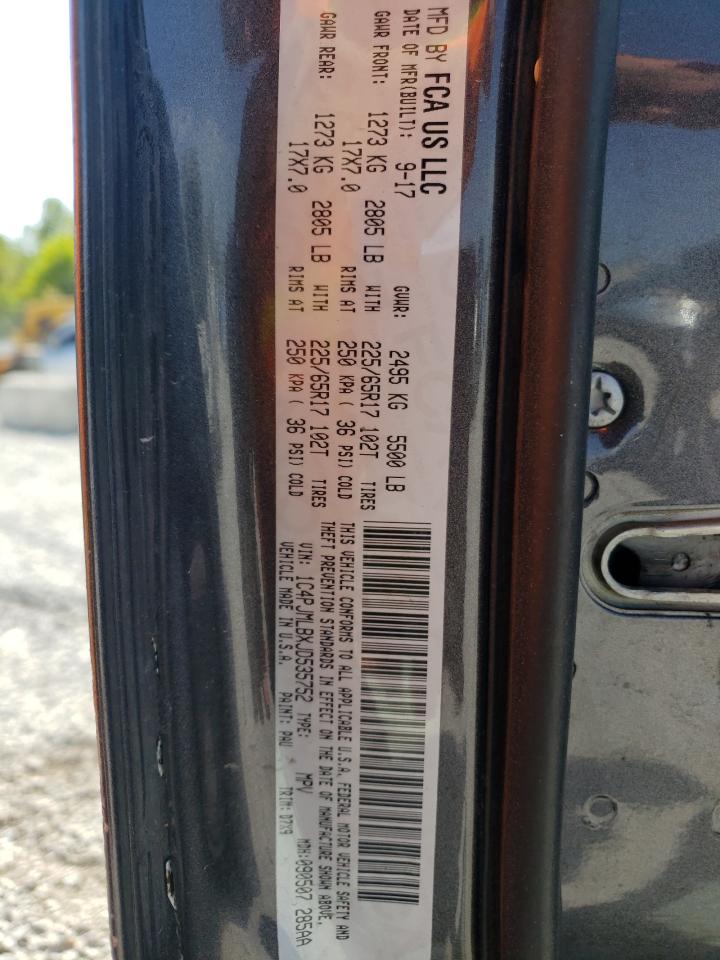 MFD BY FCA US LLC
DATE OF MFR(BUILT): 9-17 GVWR: 2495 KG 5500 LB
GAWR FRONT: 1273 KG 2805 LB WITH 225/65R17 102T TIRES
17X7.0 RIMS AT 250 KPA ( 36 PSI) COLD
GAWR REAR: 1273 KG 2805 LB WITH 225/65R17 102T TIRES
17X7.0 RIMS AT 250 KPA ( 36 PSI) COLD
THIS VEHICLE CONFORMS TO ALL APPLICABLE U.S.A. FEDERAL MOTOR VEHICLE SAFETY AND
THEFT PREVENTION STANDARDS IN EFFECT ON THE DATE OF MANUFACTURE SHOWN ABOVE.
VIN: 1C4PJMLBXJD535752 TYPE: MPV MDH:090507 285AA
VEHICLE MADE IN U.S.A. PAINT: PAU * TRIM: D7X9